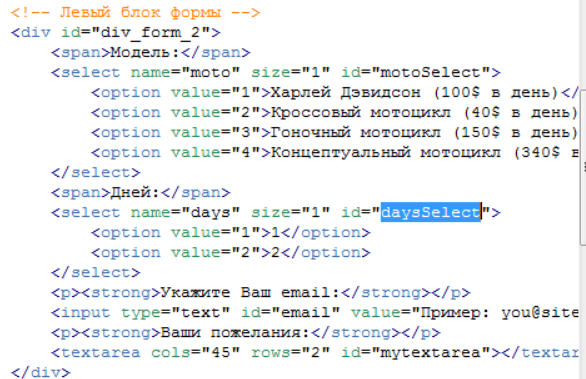 <!-- Левый блок формы -->
<div id="div_form_2">
<span>Модель:</span>
<select name="moto" size="1" id="motoSelect">
<option value="1">Харлей Дэвидсон (100$ в день)</
<option value="2">Кроссовый мотоцикл (40$ в день)
<option value="3">Гоночный мотоцикл (150$ в день)
<option value="4">Концептуальный мотоцикл (340$ в
</select>
<span>Дней:</span>
<select name="days" size="1" id="daysSelect">
<option value="1">1</option>
<option value="2">2</option>
</select>
<p><strong>Укажите Ваш email:</strong></p>
<input type="text" id="email" value="Пример: you@site
<p><strong>Ваши пожелания:</strong></p>
<textarea cols="45" rows="2" id="mytextarea"></textar
</div>